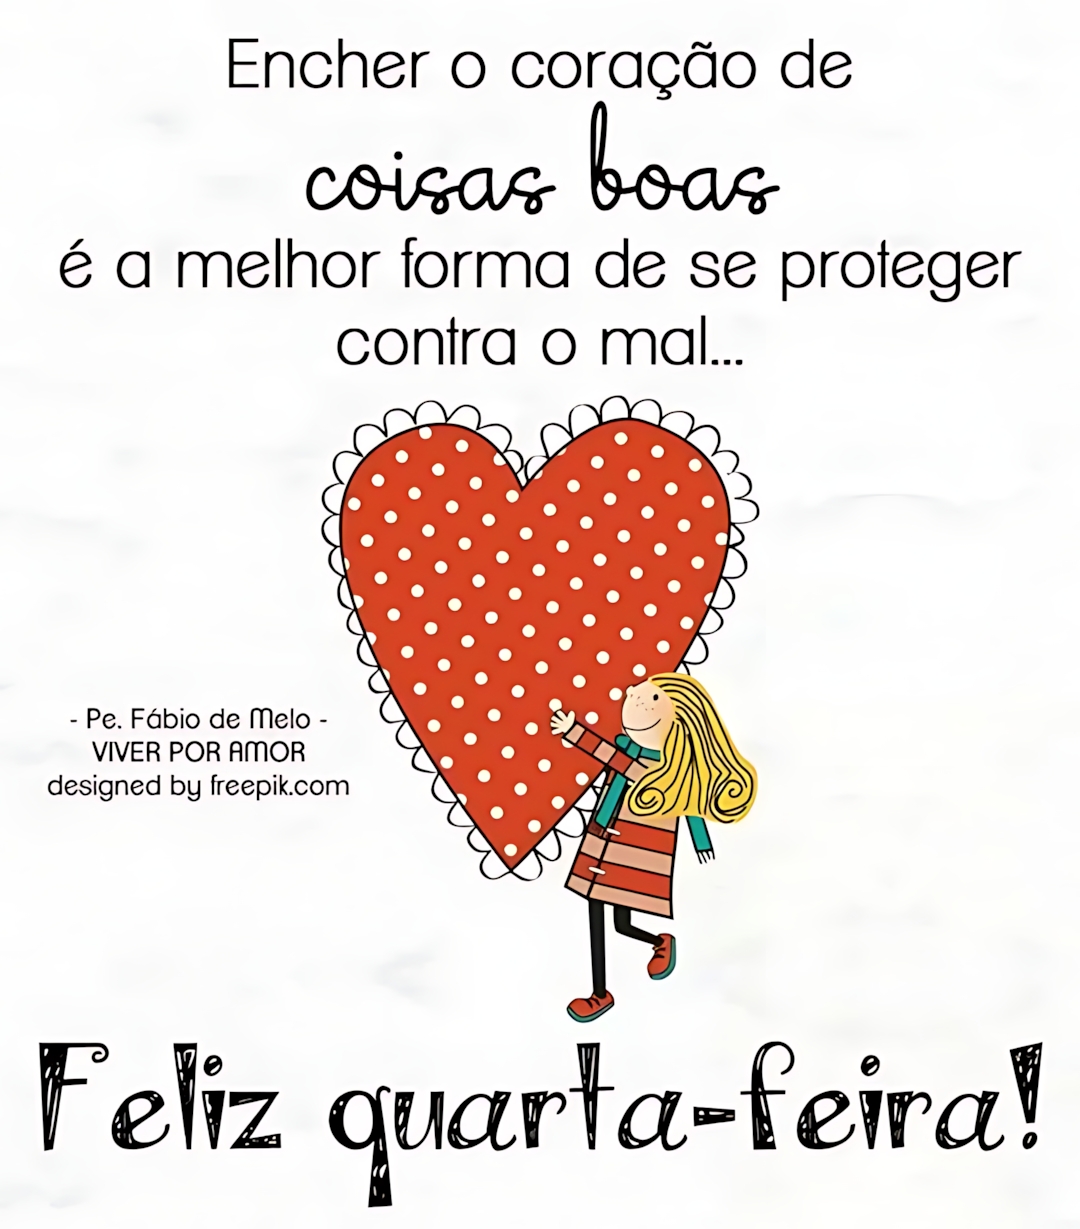 Encher o coração de
coisas boas
é a melhor forma de se proteger
contra o mal...
- Pe. Fábio de Melo -
VIVER POR AMOR
designed by freepik.com
Feliz quarta-feira!